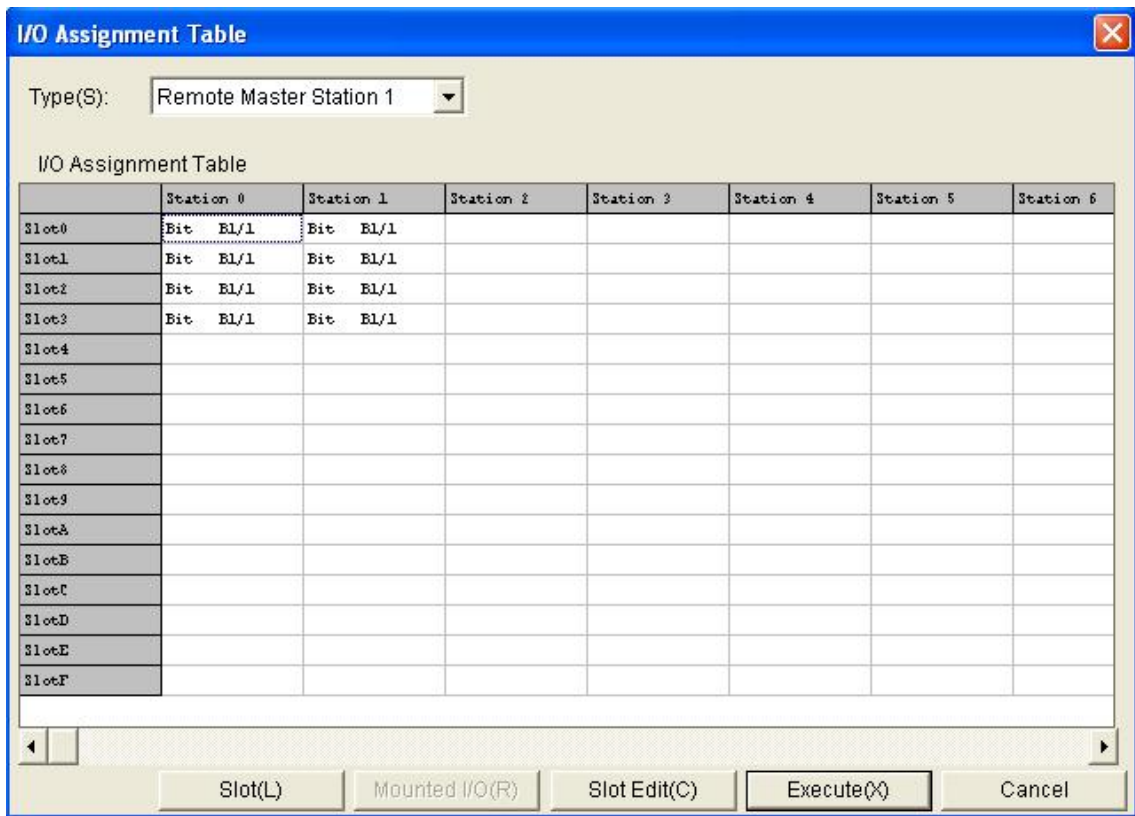 I/O Assignment Table
Type(S): Remote Master Station 1
I/O Assignment Table
Station 0 Station 1 Station 2 Station 3 Station 4 Station 5 Station 6
Slot0 Bit B1/1 Bit B1/1
Slot1 Bit B1/1 Bit B1/1
Slot2 Bit B1/1 Bit B1/1
Slot3 Bit B1/1 Bit B1/1
Slot4
Slot5
Slot6
Slot7
Slot8
Slot9
SlotA
SlotB
SlotC
SlotD
SlotE
SlotF
Slot(L) Mounted I/O(R) Slot Edit(C) Execute(X) Cancel